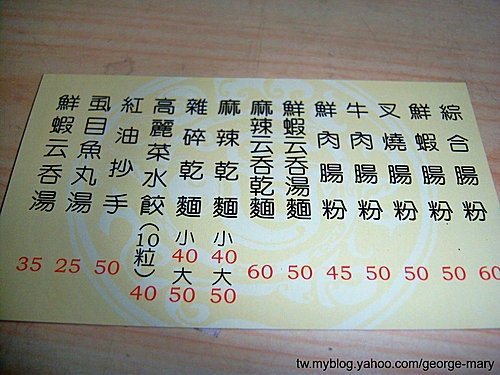 綜合腸粉 60
鮮蝦腸粉 50
叉燒腸粉 50
牛肉腸粉 50
鮮肉腸粉 45
鮮蝦云吞湯麵 50
麻辣云吞乾麵 60
麻辣乾麵 小40大50
雜碎乾麵 小40大50
高麗菜水餃(10粒) 40
紅油抄手 50
虱目魚丸湯 25
鮮蝦云吞湯 35
tw.myblog.yahoo.com/george-mary